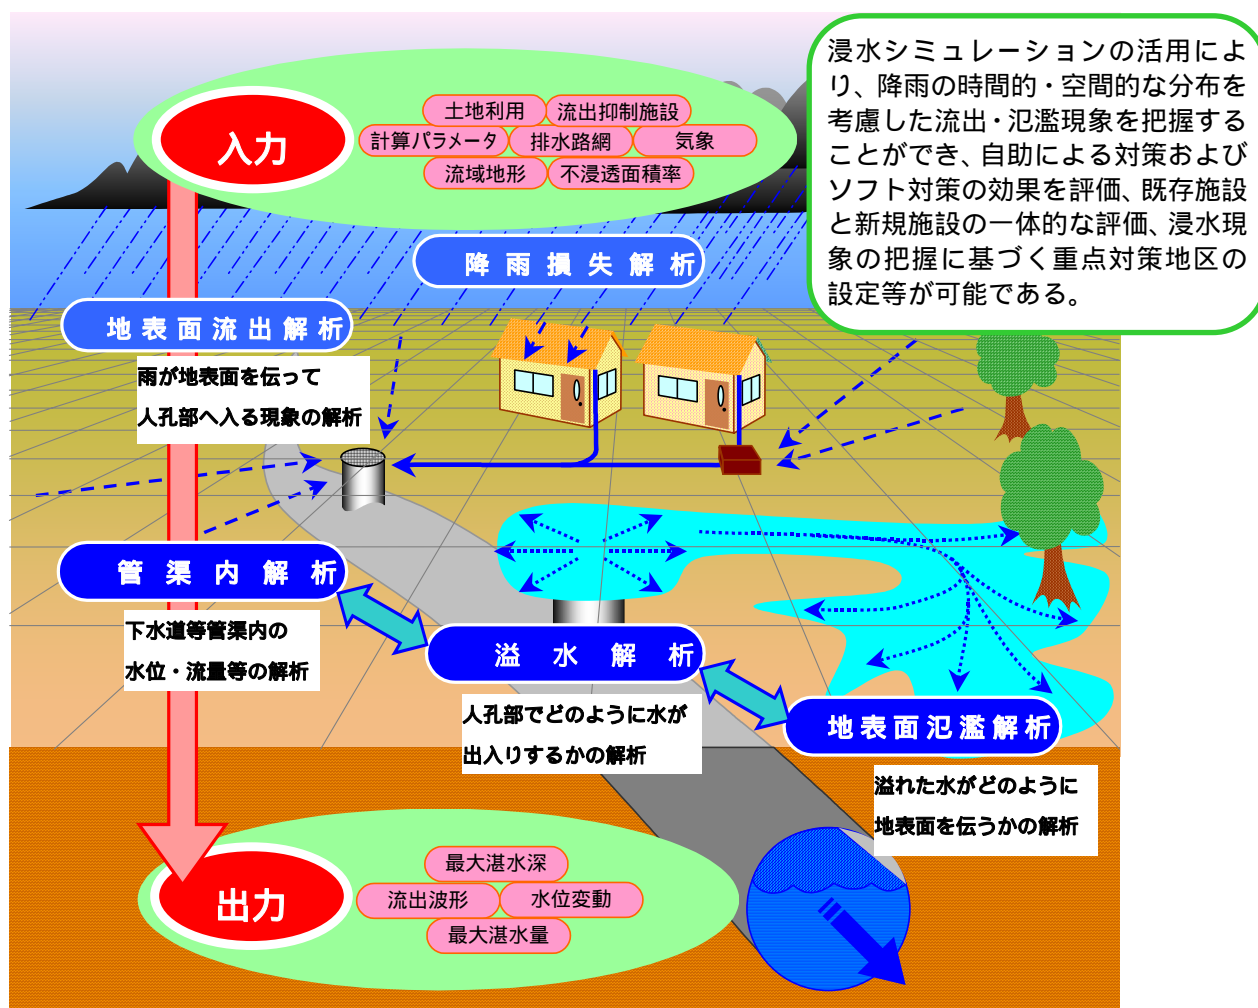 浸水シミュレーションの活用によ
り、降雨の時間的・空間的な分布を
考慮した流出・氾濫現象を把握する
ことができ、自助による対策および
ソフト対策の効果を評価、既存施設
と新規施設の一体的な評価、浸水現
象の把握に基づく重点対策地区の
設定等が可能である。
入力
土地利用 流出抑制施設
計算パラメータ 排水路網 気象
流域地形 不浸透面積率
降雨損失解析
地表面流出解析
雨が地表面を伝って
人孔部へ入る現象の解析
管渠内解析
下水道等管渠内の
水位・流量等の解析
溢水解析
人孔部でどのように水が
出入りするかの解析
地表面氾濫解析
溢れた水がどのように
地表面を伝うかの解析
出力
最大湛水深
流出波形 水位変動
最大湛水量